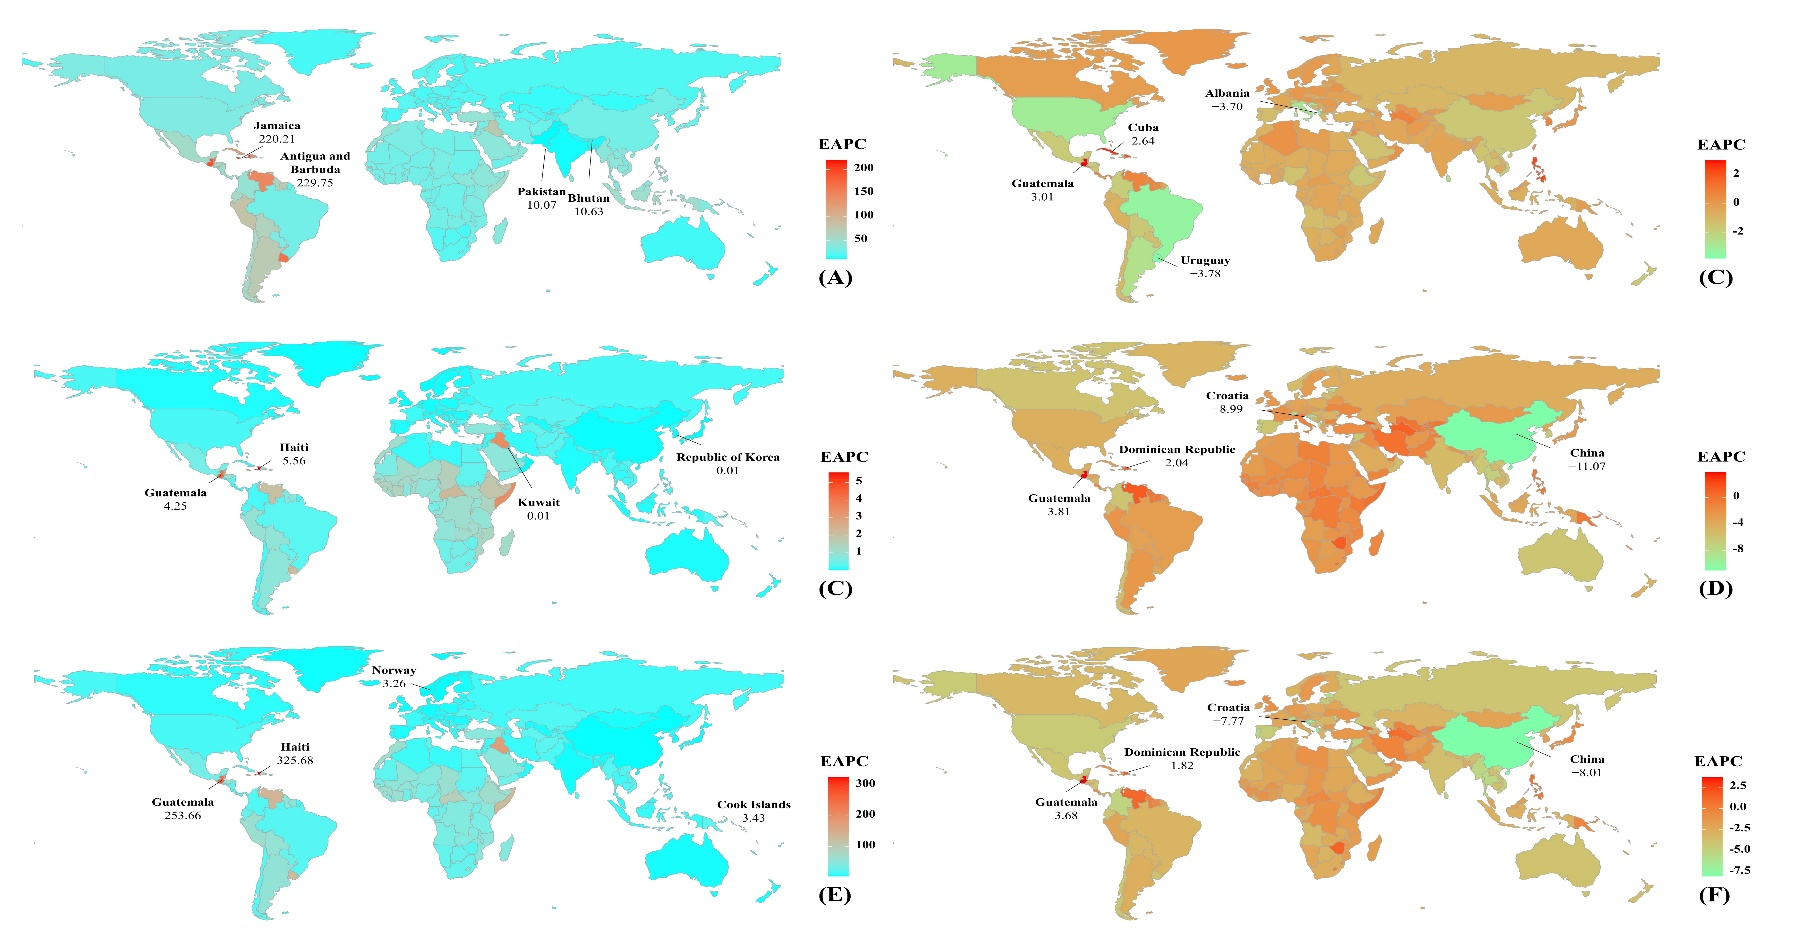 Jamaica
220.21
Antigua and
Barbuda
229.75
Pakistan
10.07
Bhutan
10.63
EAPC
200
150
100
50
(A)
Albania
−3.70
Cuba
2.64
Guatemala
3.01
Uruguay
−3.78
EAPC
2
0
-2
(C)
Haiti
5.56
Guatemala
4.25
Republic of Korea
0.01
Kuwait
0.01
EAPC
5
4
3
2
1
(C)
Croatia
−8.99
Dominican Republic
2.04
Guatemala
3.81
China
−11.07
EAPC
0
-4
-8
(D)
Norway
3.26
Haiti
325.68
Guatemala
253.66
Cook Islands
3.43
EAPC
300
200
100
(E)
Croatia
−7.77
Dominican Republic
1.82
Guatemala
3.68
China
−8.01
EAPC
2.5
0.0
-2.5
-5.0
-7.5
(F)